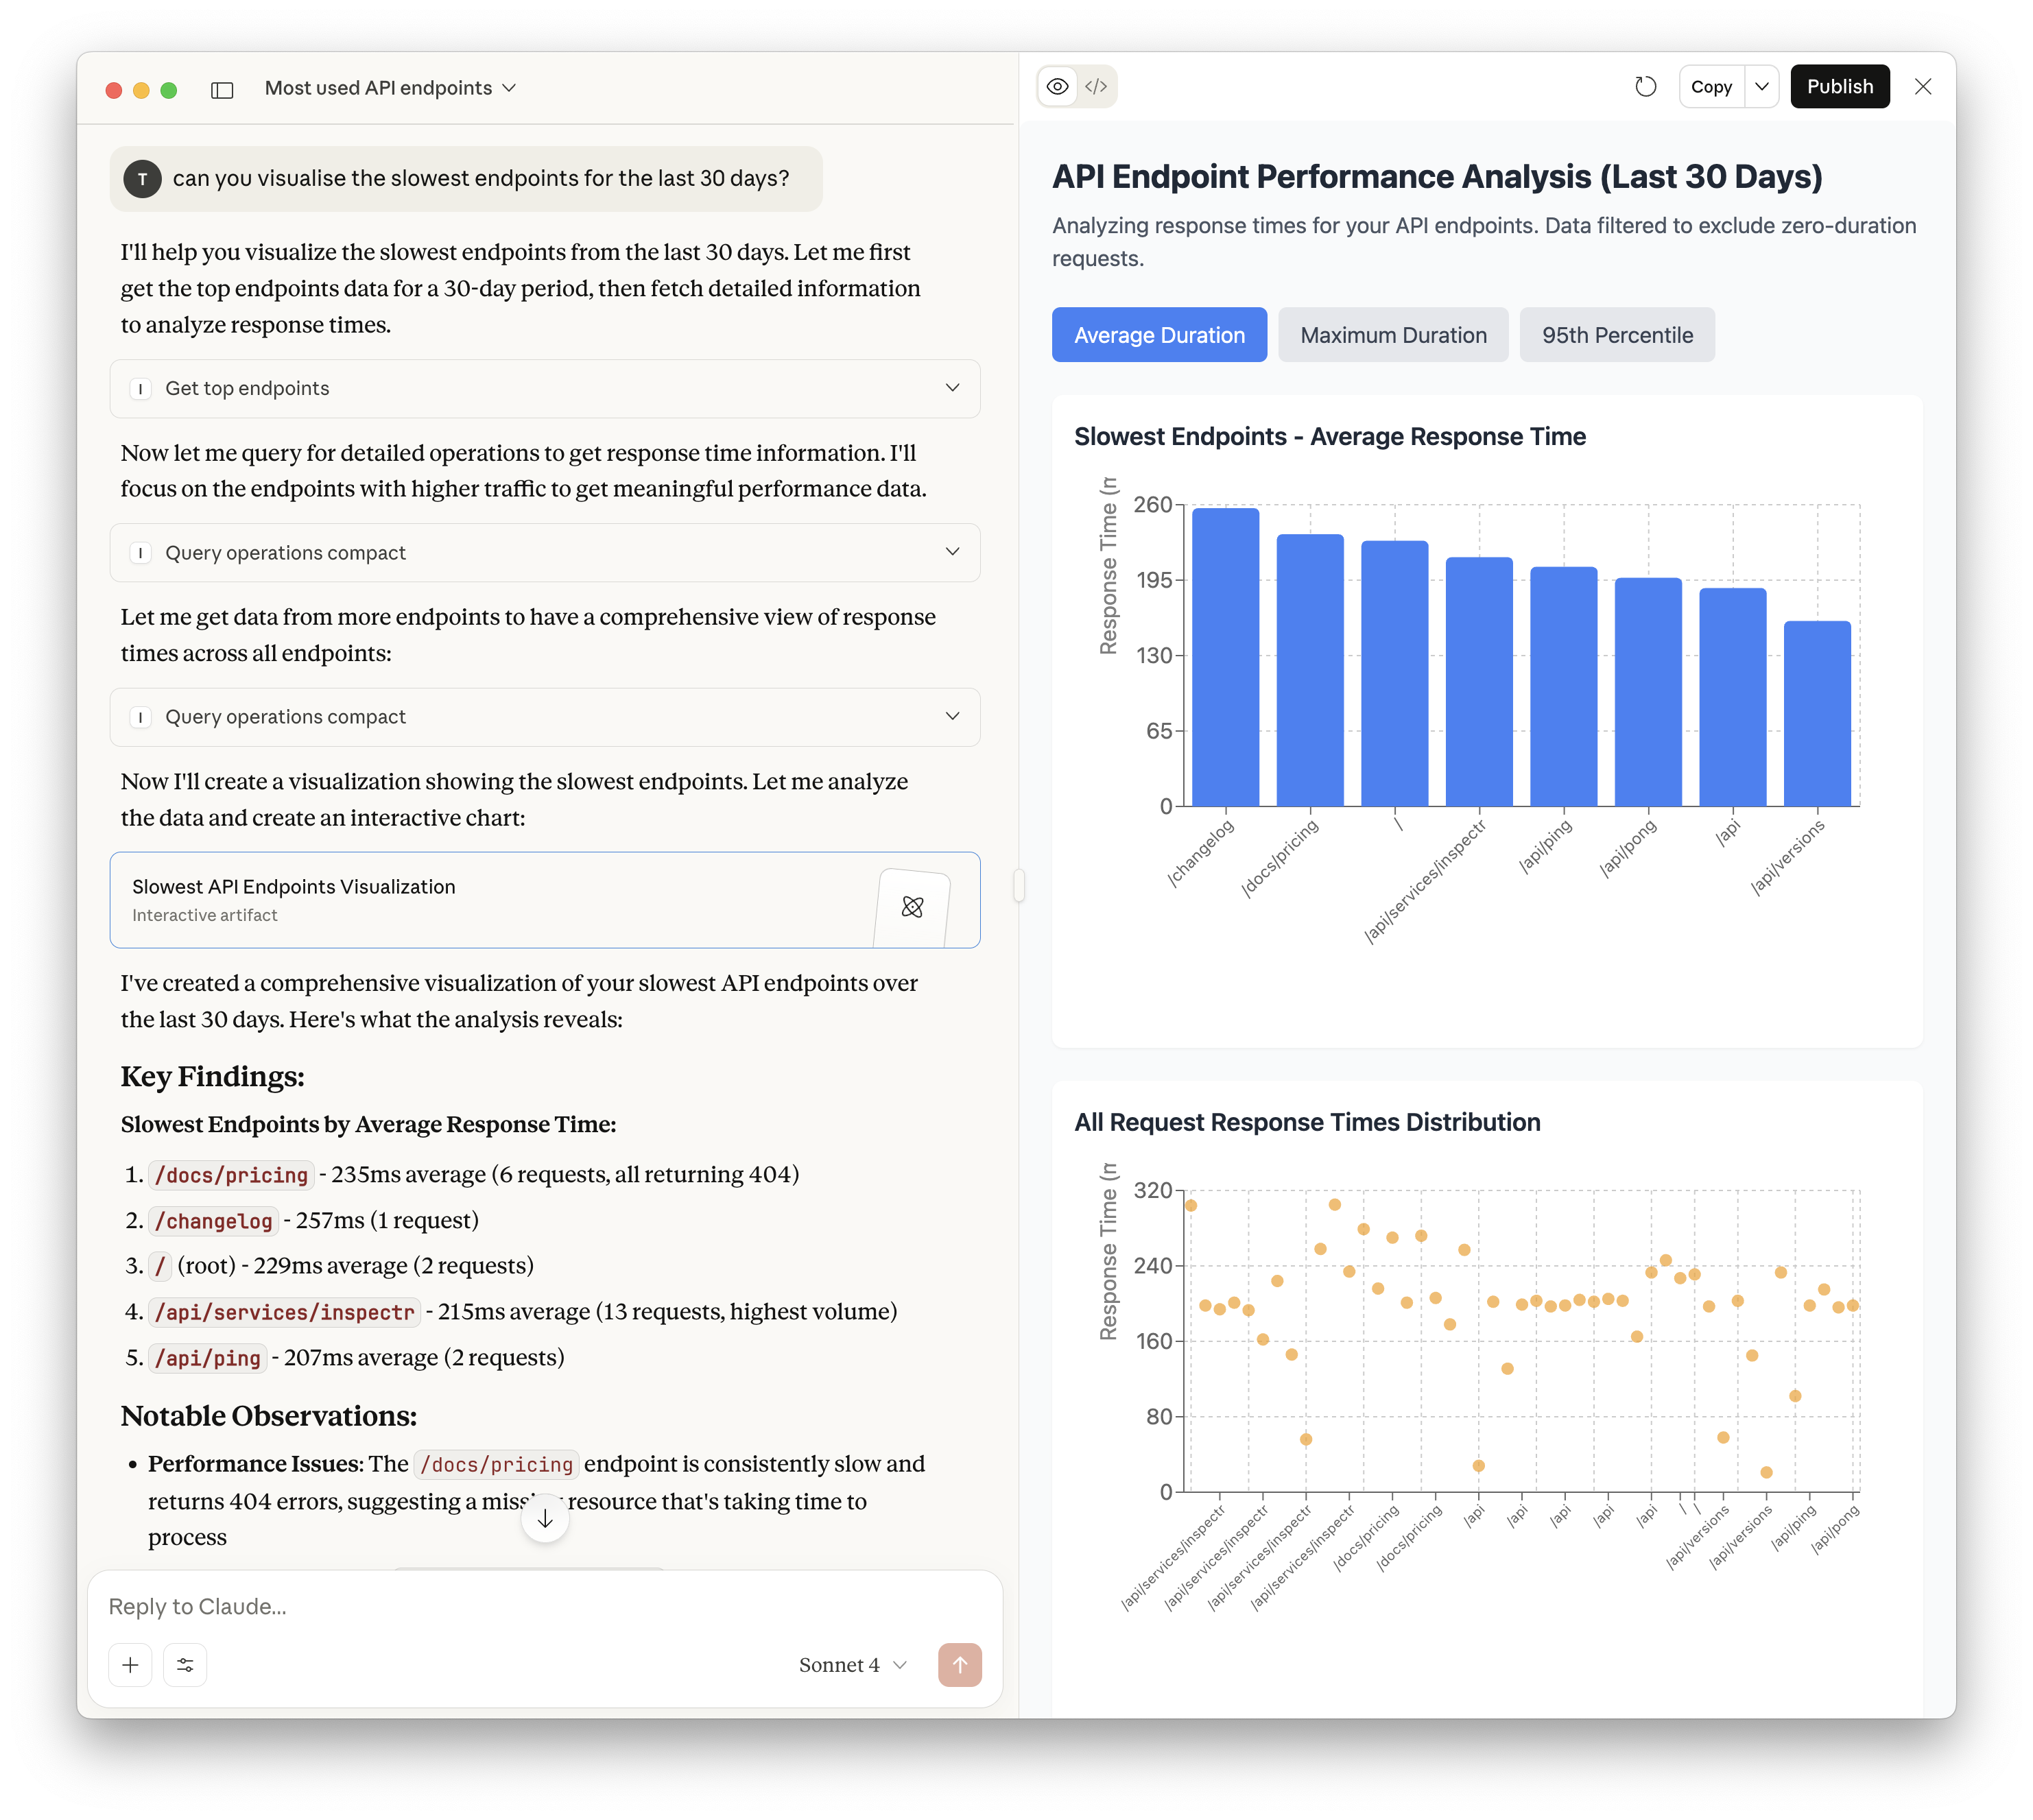 Most used API endpoints
T can you visualise the slowest endpoints for the last 30 days?
I'll help you visualize the slowest endpoints from the last 30 days. Let me first
get the top endpoints data for a 30-day period, then fetch detailed information
to analyze response times.
I Get top endpoints
Now let me query for detailed operations to get response time information. I'll
focus on the endpoints with higher traffic to get meaningful performance data.
I Query operations compact
Let me get data from more endpoints to have a comprehensive view of response
times across all endpoints:
I Query operations compact
Now I'll create a visualization showing the slowest endpoints. Let me analyze
the data and create an interactive chart:
Slowest API Endpoints Visualization
Interactive artifact
I've created a comprehensive visualization of your slowest API endpoints over
the last 30 days. Here's what the analysis reveals:
Key Findings:
Slowest Endpoints by Average Response Time:
1. /docs/pricing - 235ms average (6 requests, all returning 404)
2. /changelog - 257ms (1 request)
3. / (root) - 229ms average (2 requests)
4. /api/services/inspectr - 215ms average (13 requests, highest volume)
5. /api/ping - 207ms average (2 requests)
Notable Observations:
• Performance Issues: The /docs/pricing endpoint is consistently slow and
returns 404 errors, suggesting a resource that's taking time to
process
Reply to Claude...
Sonnet 4
</> Copy Publish
API Endpoint Performance Analysis (Last 30 Days)
Analyzing response times for your API endpoints. Data filtered to exclude zero-duration
requests.
Average Duration Maximum Duration 95th Percentile
Slowest Endpoints - Average Response Time
Response Time
260
195
130
65
0
/changelog
/docs/pricing
/
/api/services/inspectr
/api/ping
/api/pong
/api
/api/versions
All Request Response Times Distribution
Response Time
320
240
160
80
0
/api/services/inspectr
/api/services/inspectr
/api/services/inspectr
/api/services/inspectr
/docs/pricing
/docs/pricing
/api
/api
/api
/api
/api
/
/
/api/versions
/api/versions
/api/ping
/api/pong